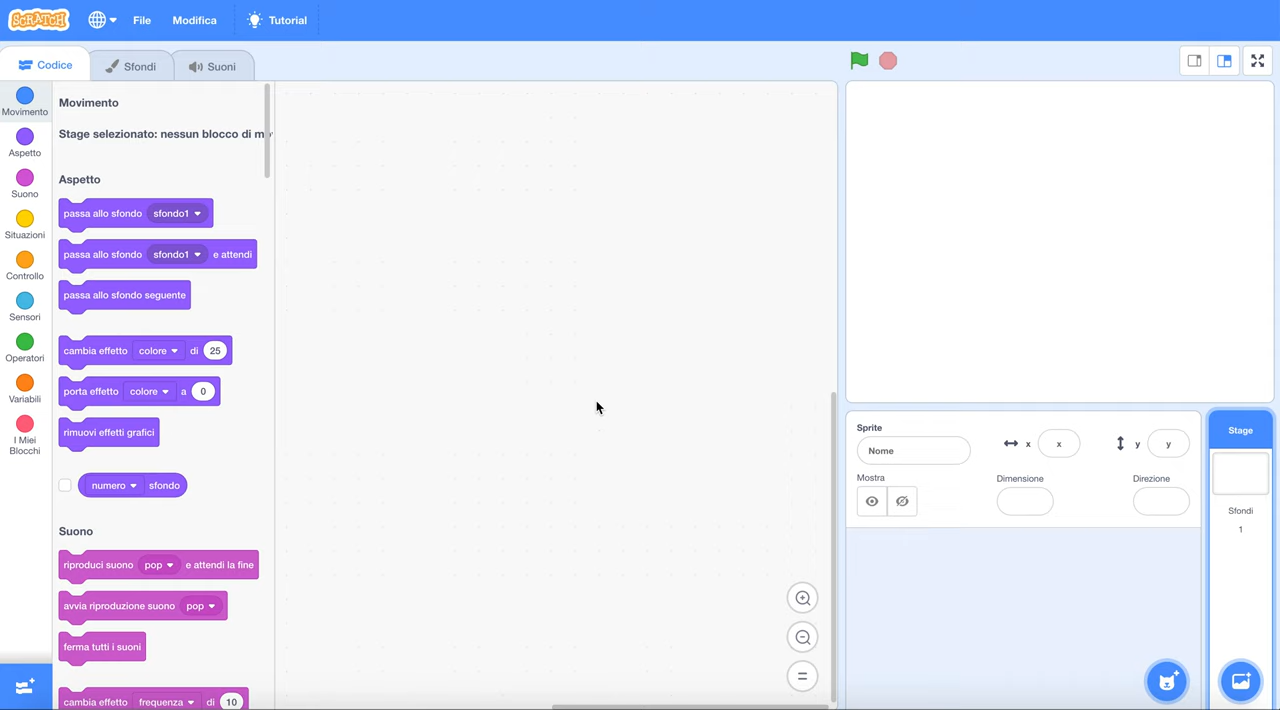 SCRATCH
File
Modifica
Tutorial
Codice
Sfondi
Suoni
Movimento
Aspetto
Suono
Situazioni
Controllo
Sensori
Operatori
Variabili
I Miei
Blocchi
Movimento
Stage selezionato: nessun blocco di mo
Aspetto
passa allo sfondo sfondo1
passa allo sfondo sfondo1 e attendi
passa allo sfondo seguente
cambia effetto colore di 25
porta effetto colore a 0
rimuovi effetti grafici
numero sfondo
Suono
riproduci suono pop e attendi la fine
avvia riproduzione suono pop
ferma tutti i suoni
cambia effetto frequenza di 10
Sprite
Nome
x x
y y
Mostra
Dimensione
Direzione
Stage
Sfondi
1